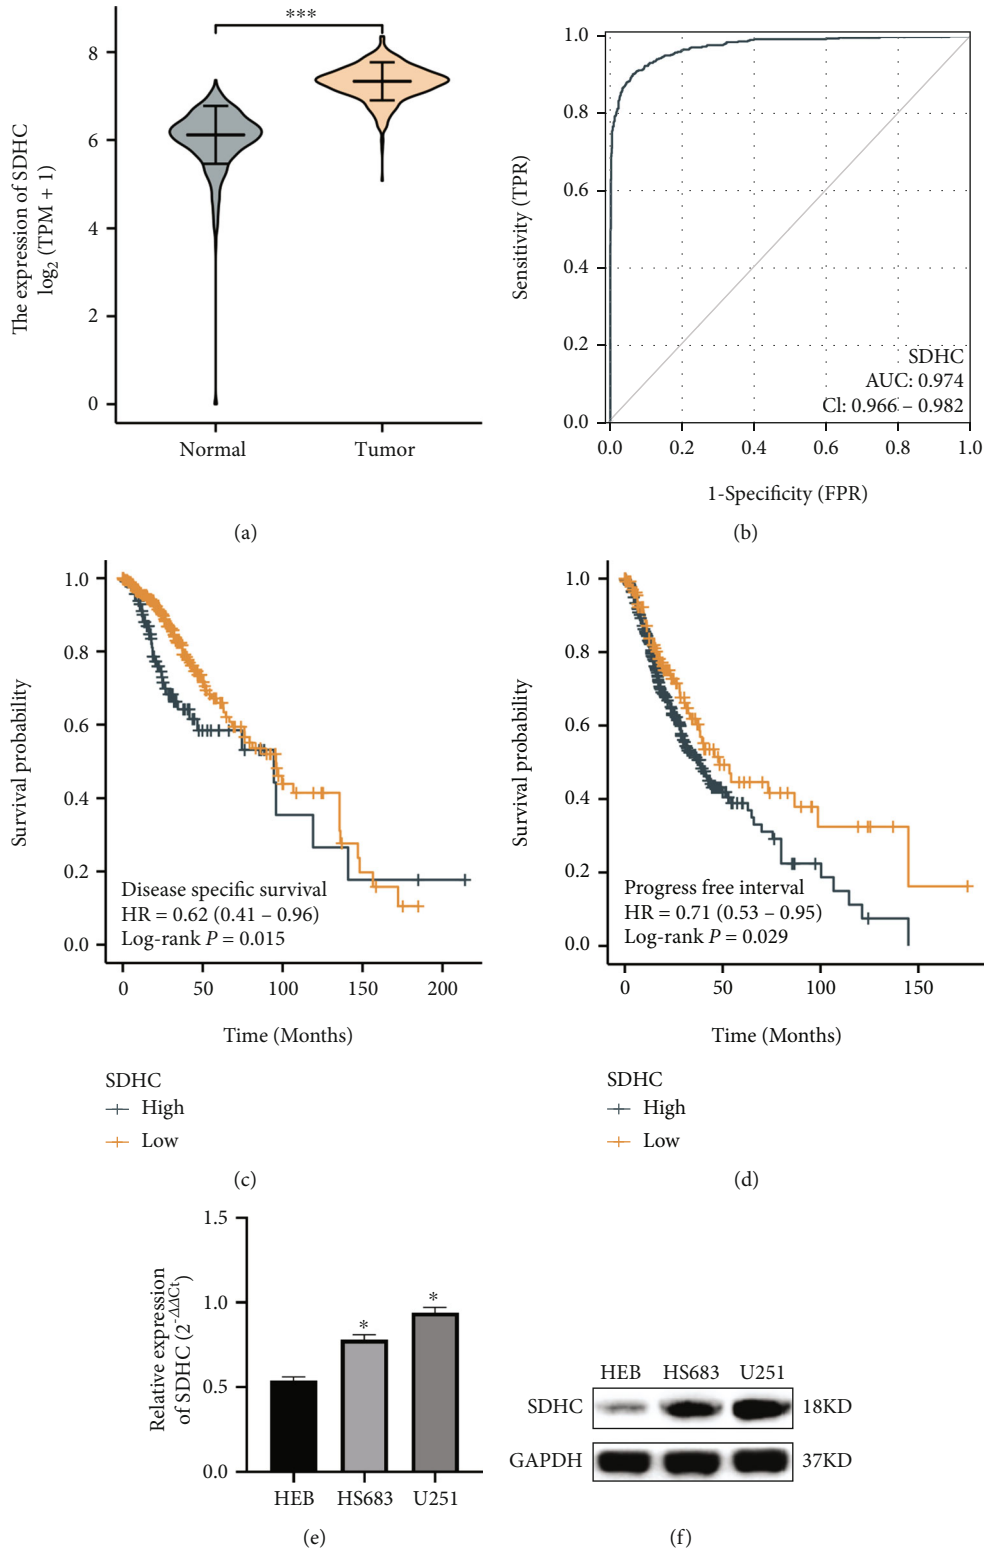 ***
The expression of SDHC
log₂ (TPM + 1)
8
6
4
2
0
Normal
Tumor
(a)
Sensitivity (TPR)
1.0
0.8
0.6
0.4
0.2
0.0
SDHC
AUC: 0.974
CI: 0.966 – 0.982
0.0
0.2
0.4
0.6
0.8
1.0
1-Specificity (FPR)
(b)
Survival probability
1.0
0.8
0.6
0.4
0.2
0.0
Disease specific survival
HR = 0.62 (0.41 – 0.96)
Log-rank P = 0.015
0
50
100
150
200
Time (Months)
SDHC
High
Low
(c)
Survival probability
1.0
0.8
0.6
0.4
0.2
0.0
Progress free interval
HR = 0.71 (0.53 – 0.95)
Log-rank P = 0.029
0
50
100
150
Time (Months)
SDHC
High
Low
(d)
Relative expression
of SDHC (2^-ΔΔCt)
1.5
1.0
0.5
0.0
*
*
HEB
HS683
U251
(e)
HEB HS683 U251
SDHC 18KD
GAPDH 37KD
(f)